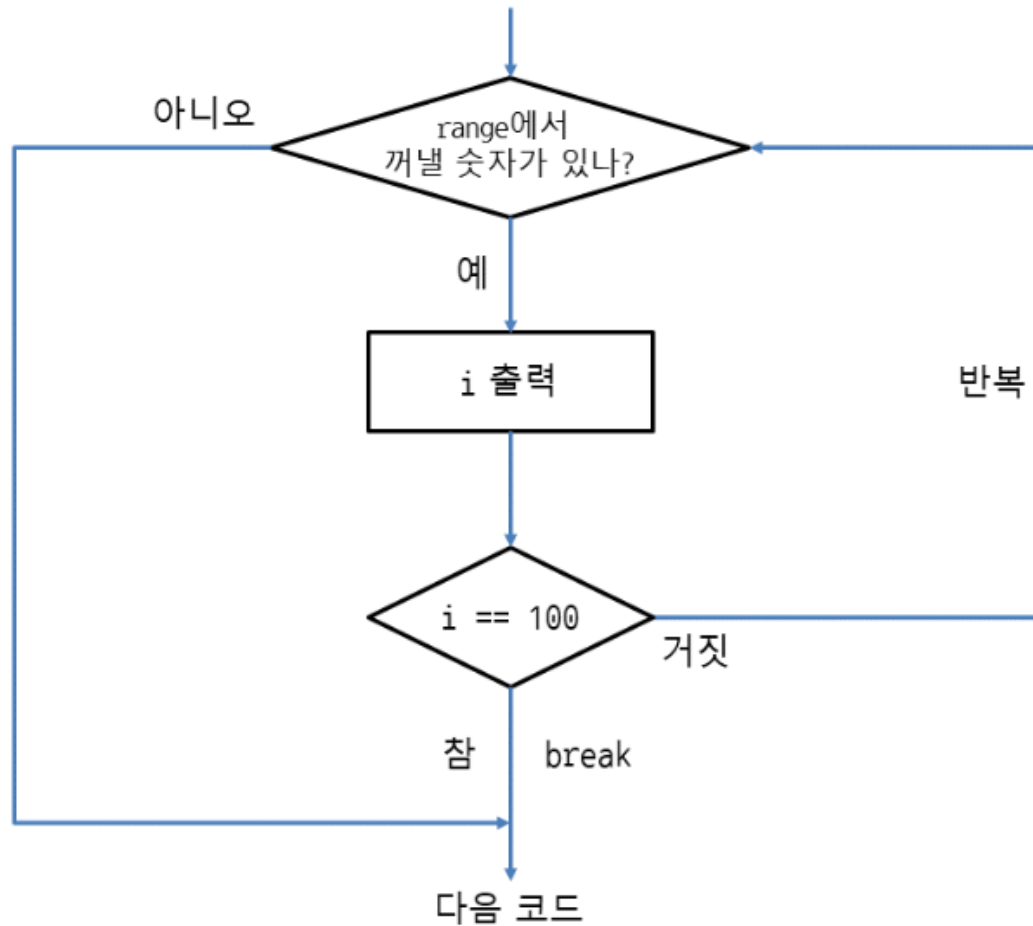 아니오
range에서
꺼낼 숫자가 있나?
예
i 출력
반복
i == 100
거짓
참
break
다음 코드